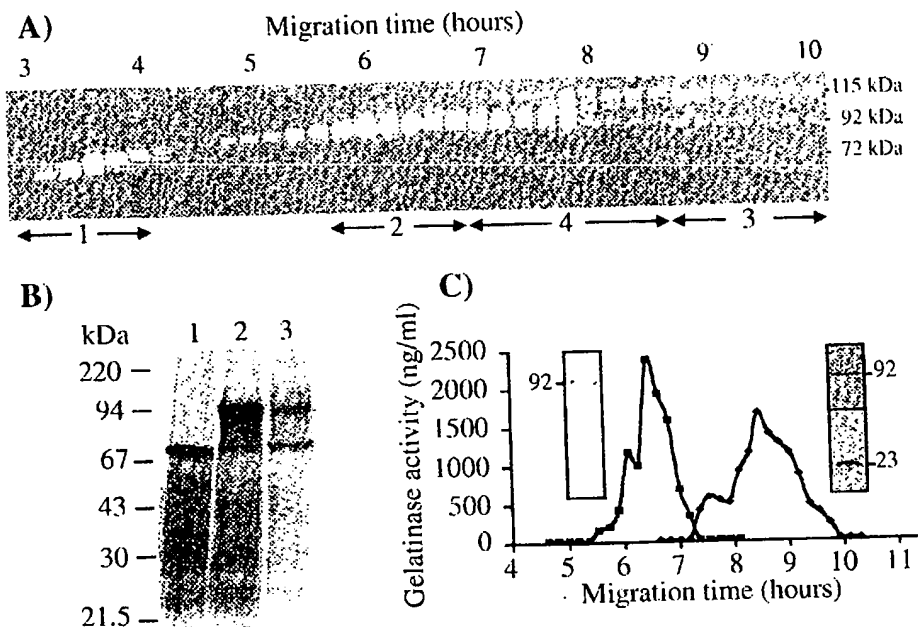 A)
Migration time (hours)
3 4 5 6 7 8 9 10
115 kDa
92 kDa
72 kDa
1 2 4 3
B)
kDa 1 2 3
220
94
67
43
30
21.5
C)
Gelatinase activity (ng/ml)
2500
2000
1500
1000
500
0
92
92
23
4 5 6 7 8 9 10 11
Migration time (hours)